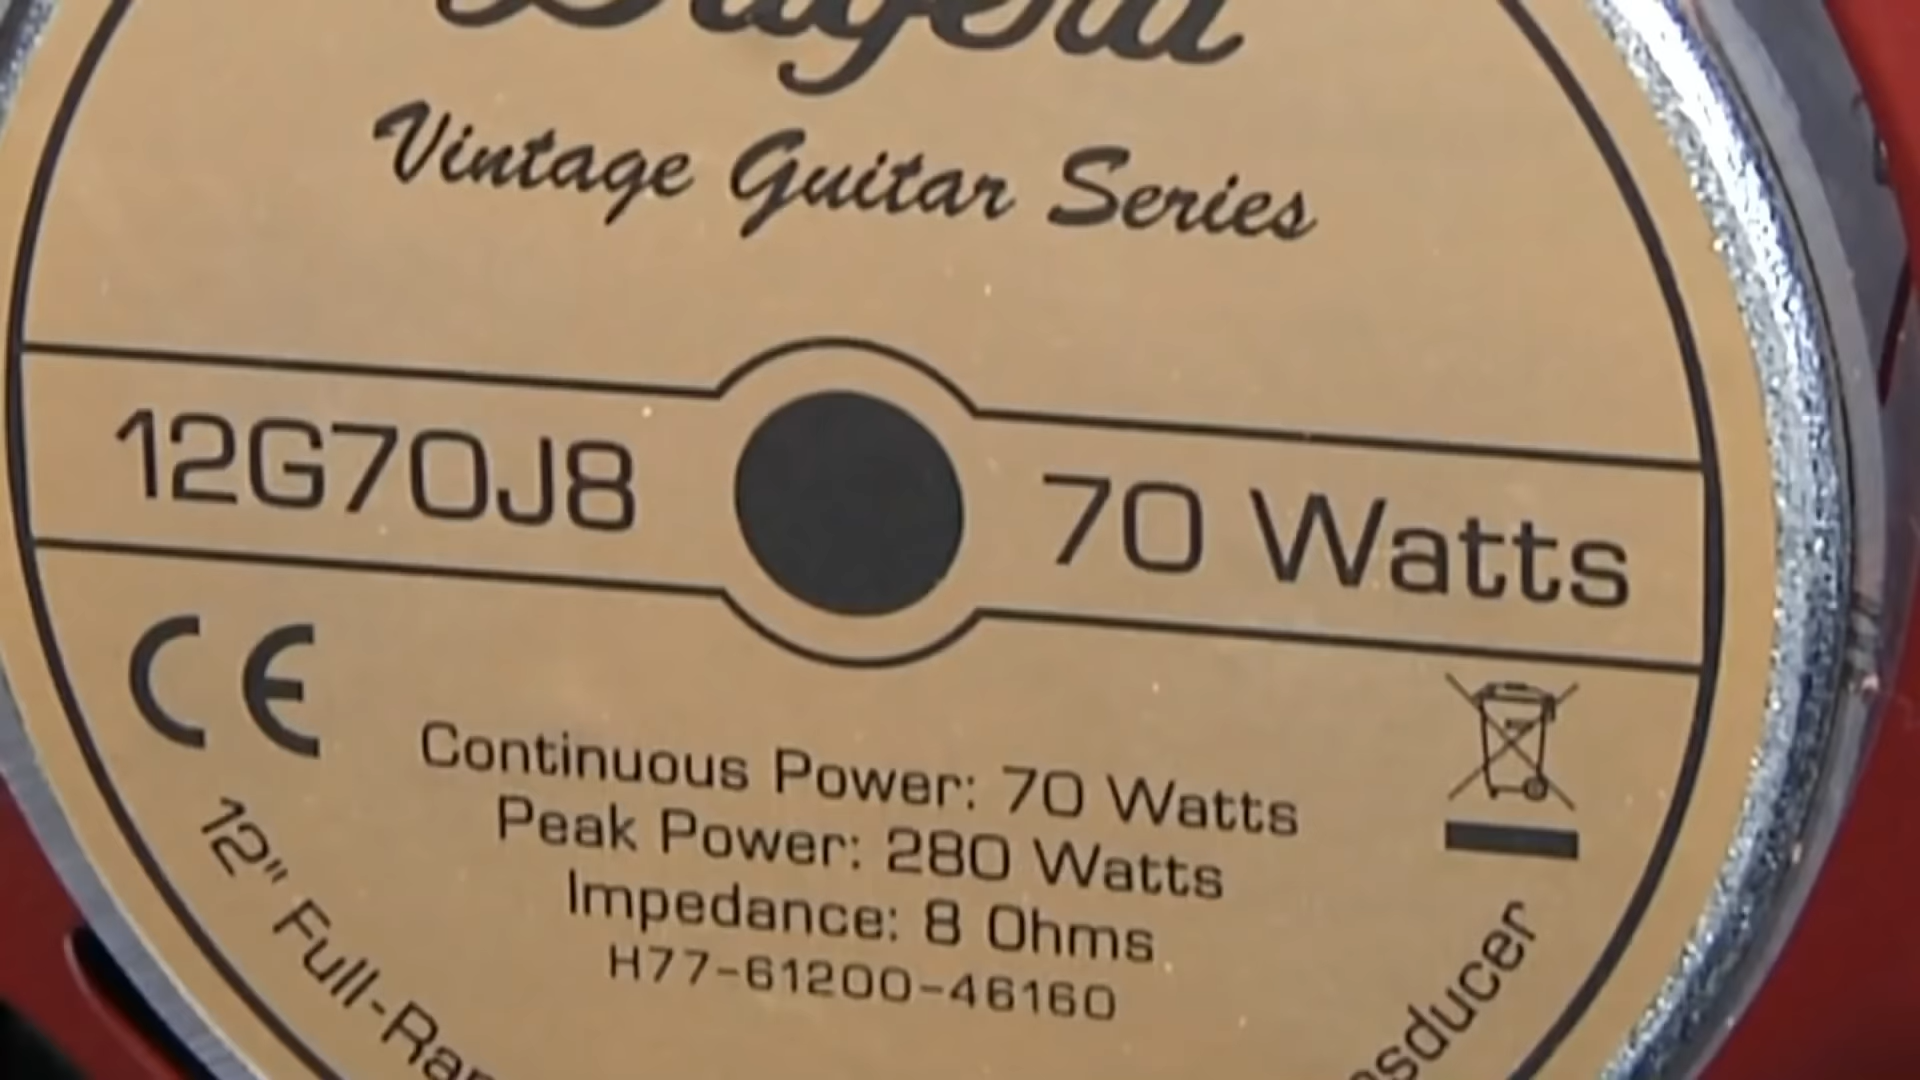 Vintage Guitar Series
12G70J8
70 Watts
CE
Continuous Power: 70 Watts
Peak Power: 280 Watts
Impedance: 8 Ohms
H77-61200-46160
12" Full-Ran
sducer